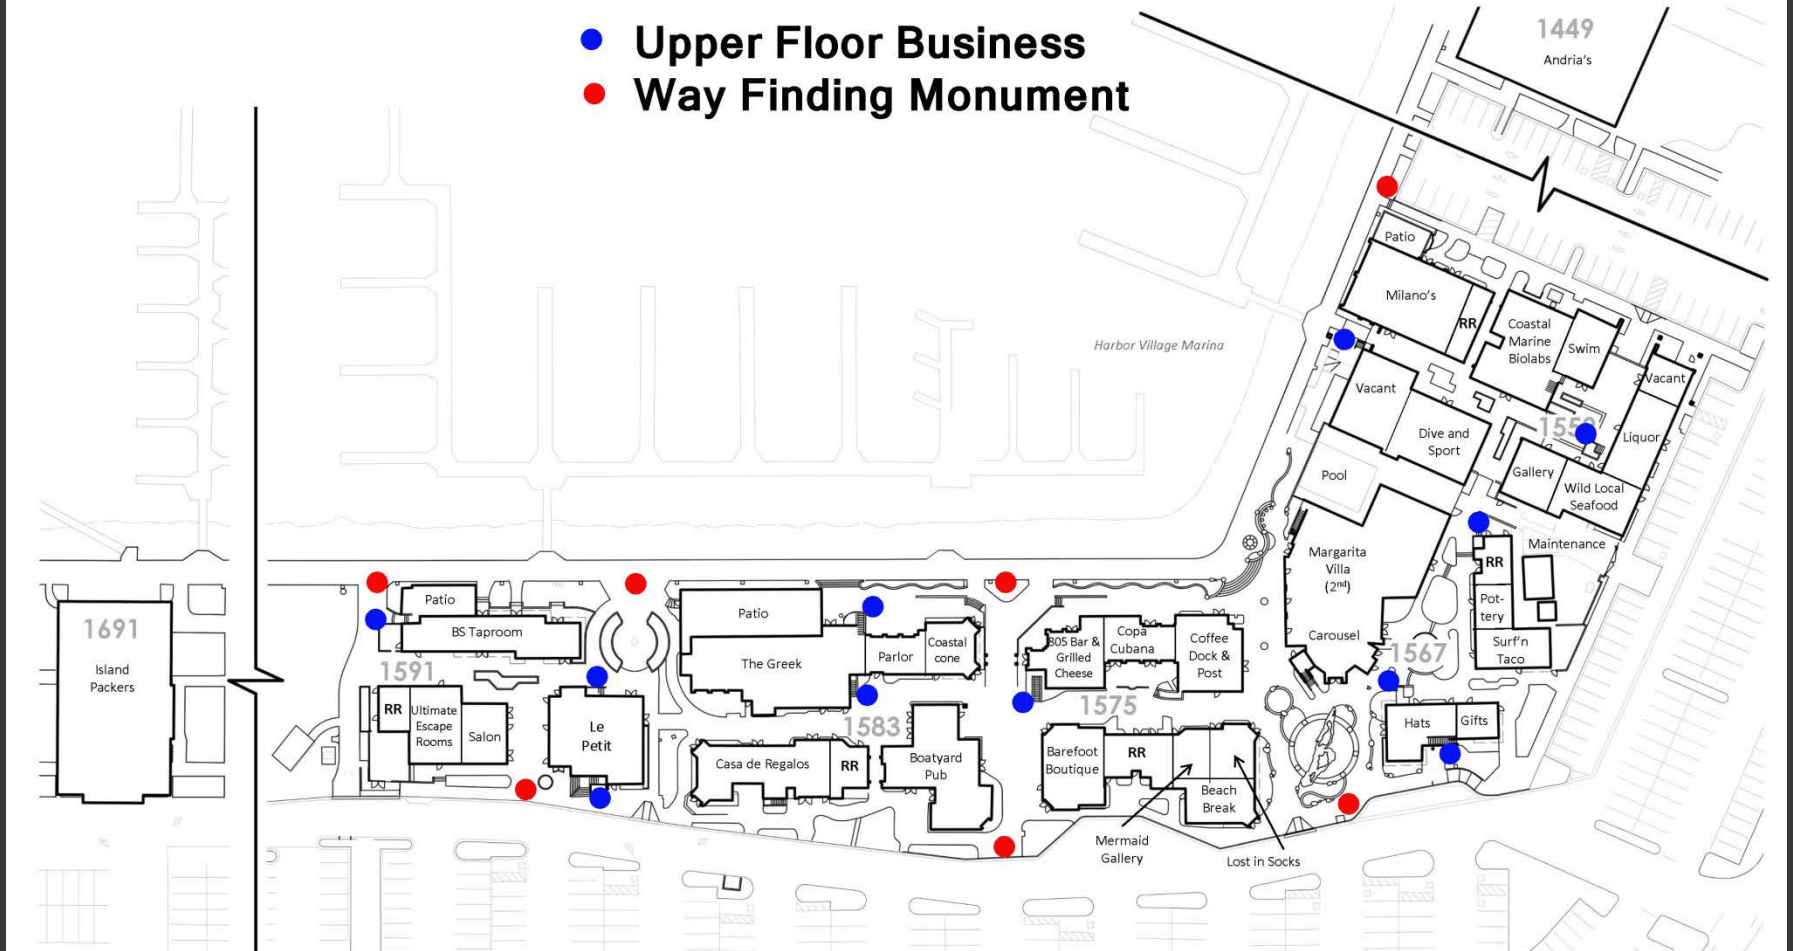 Upper Floor Business
Way Finding Monument
1449
Andria's
Patio
Milano's
RR
Coastal
Marine
Biolabs
Swim
Harbor Village Marina
Vacant
Vacant
Dive and
Sport
Liquor
Pool
Gallery
Wild Local
Seafood
Maintenance
Margarita
Villa
(2nd)
RR
Pot-
tery
Carousel
Surf'n
Taco
1567
Hats
Gifts
1691
Island
Packers
Patio
BS Taproom
1591
RR
Ultimate
Escape
Rooms
Salon
Le
Petit
Patio
The Greek
Parlor
Coastal
cone
1583
Casa de Regalos
RR
Boatyard
Pub
805 Bar &
Grilled
Cheese
Copa
Cubana
Coffee
Dock &
Post
1575
Barefoot
Boutique
RR
Beach
Break
Mermaid
Gallery
Lost in Socks